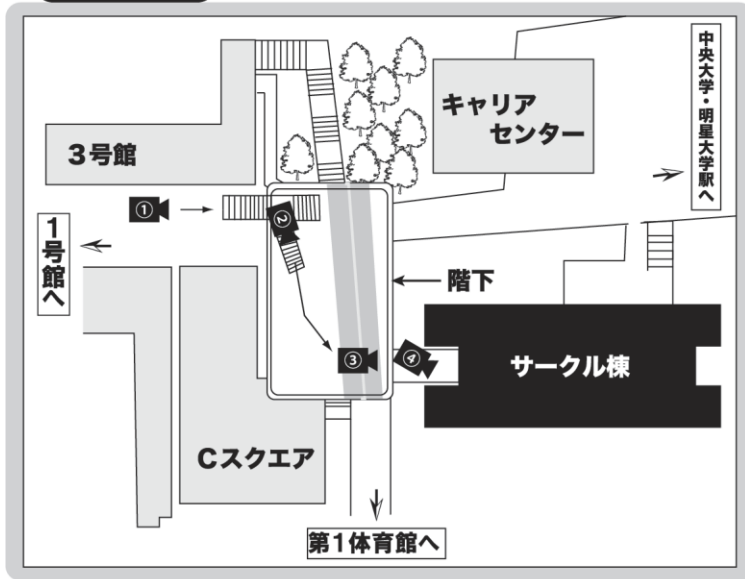 中央大学・明星大学駅へ
キャリア
センター
3号館
①
②
1号館へ
階下
③
④
サークル棟
Cスクエア
第1体育館へ